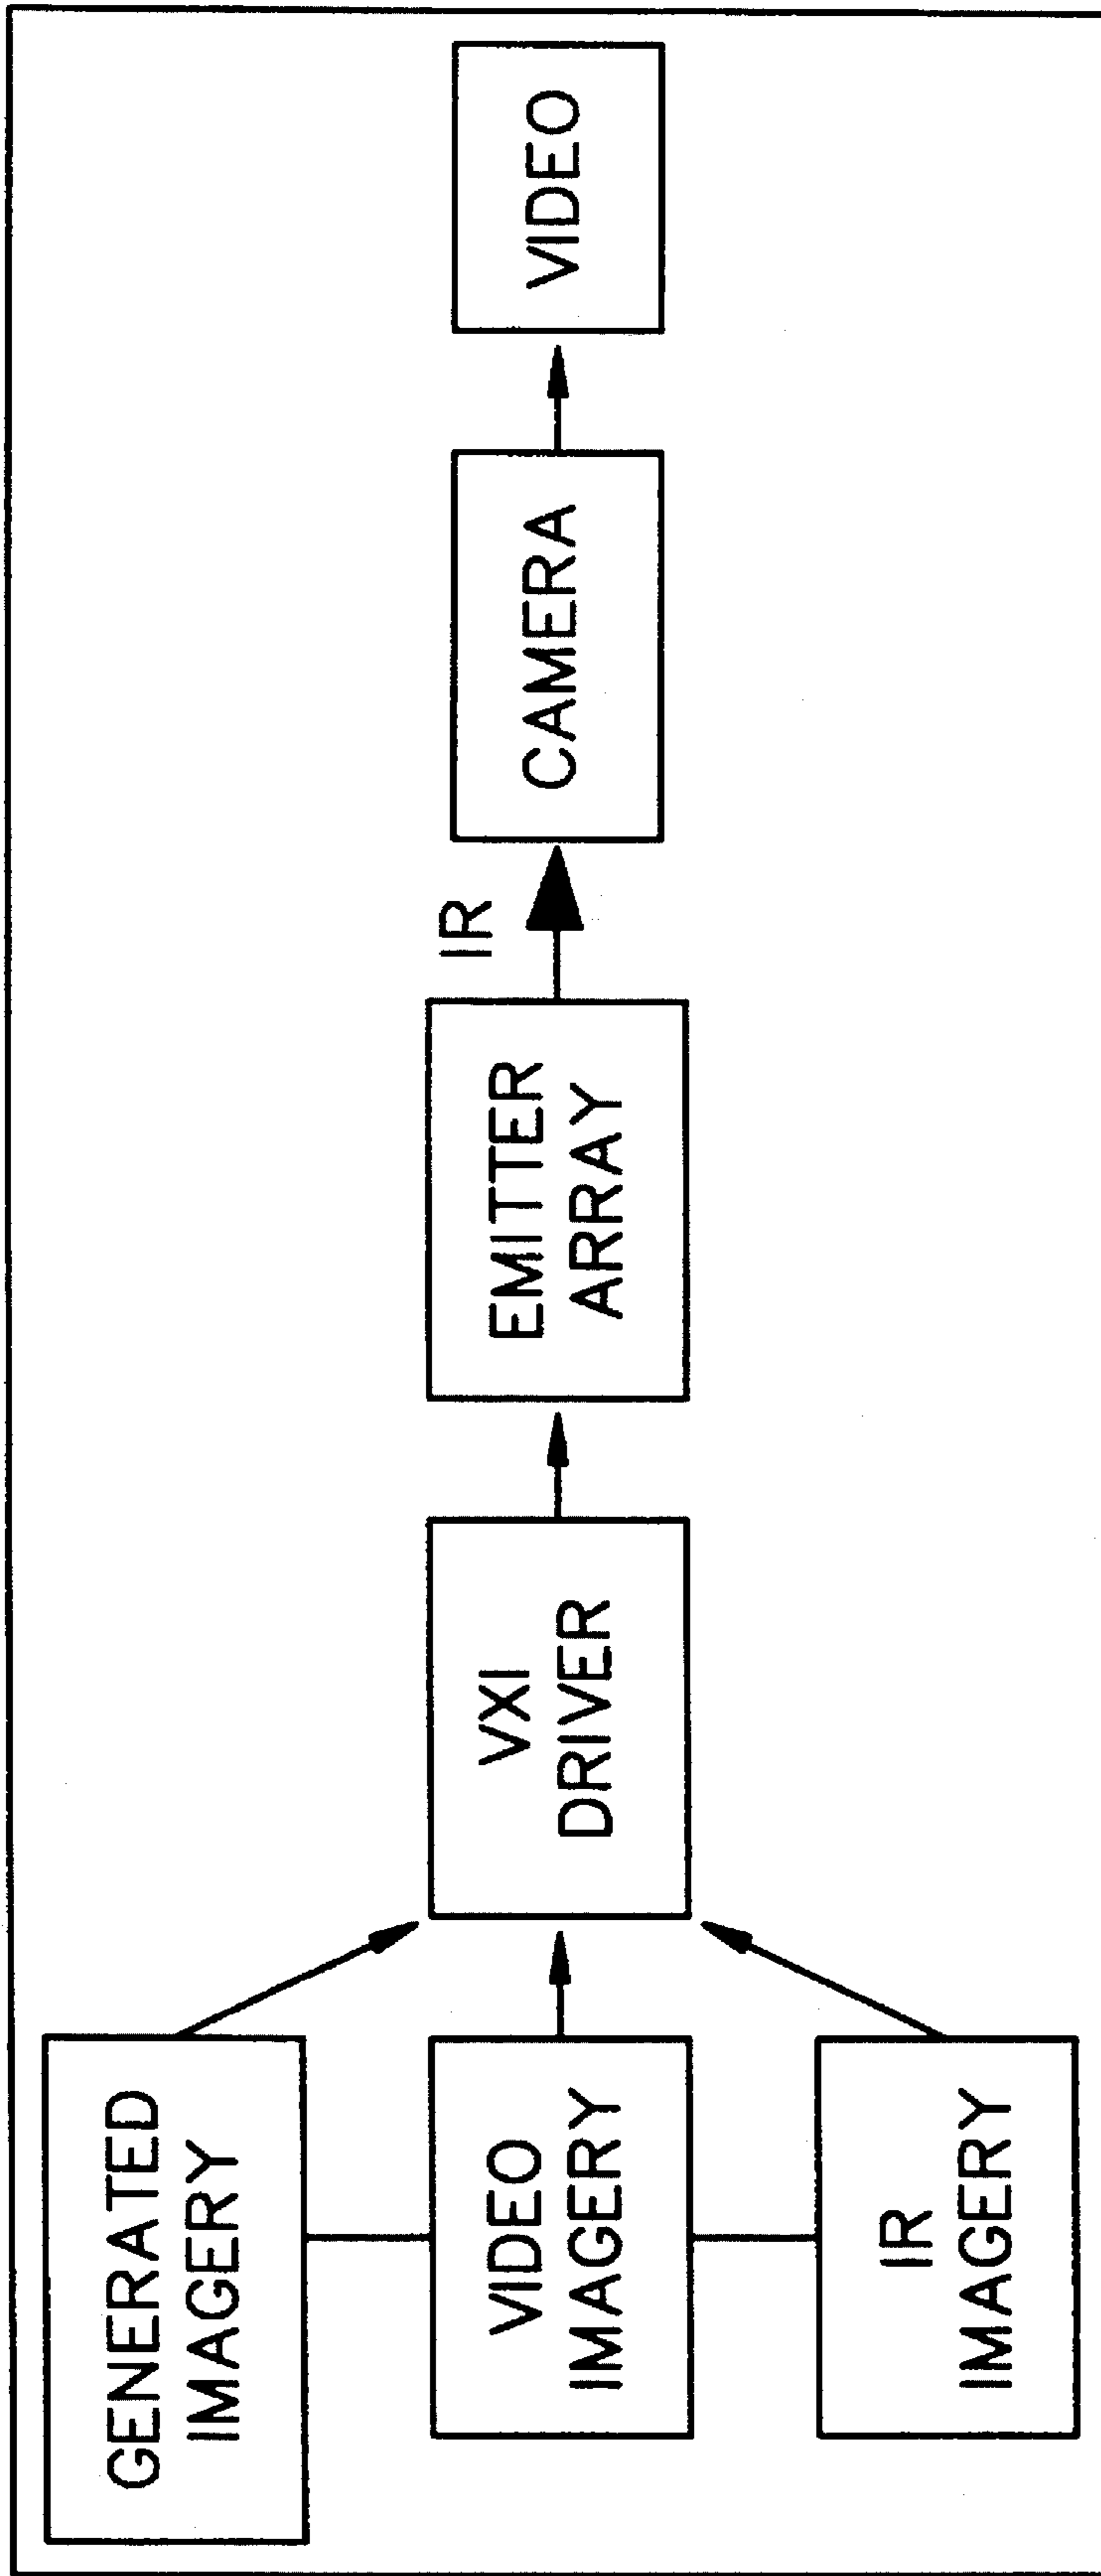 GENERATED
IMAGERY
VIDEO
IMAGERY
IR
IMAGERY
VXI
DRIVER
EMITTER
ARRAY
IR
CAMERA
VIDEO